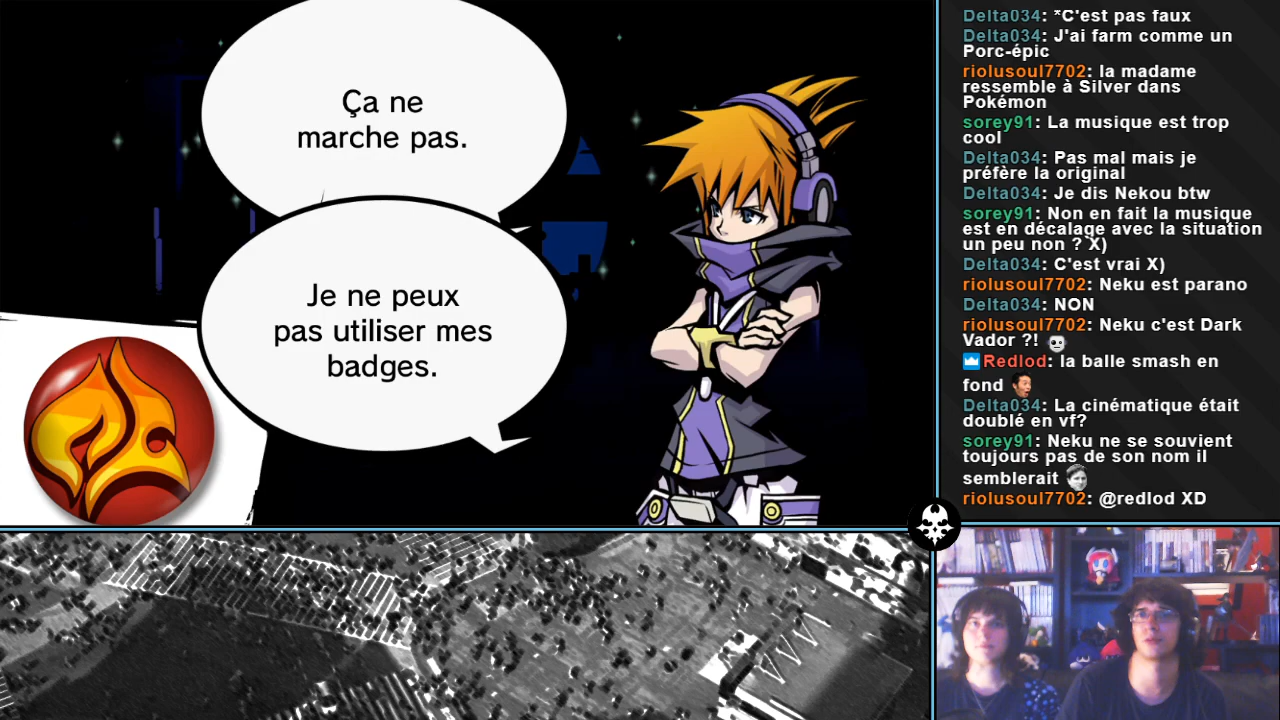 Ça ne
marche pas.
Je ne peux
pas utiliser mes
badges.
Delta034: *C'est pas faux
Delta034: J'ai farm comme un
Porc-épic
riolusoul7702: la madame
ressemble à Silver dans
Pokémon
sorey91: La musique est trop
cool
Delta034: Pas mal mais je
préfère la original
Delta034: Je dis Nekou btw
sorey91: Non en fait la musique
est en décalage avec la situation
un peu non ? X)
Delta034: C'est vrai X)
riolusoul7702: Neku est parano
Delta034: NON
riolusoul7702: Neku c'est Dark
Vador ?!
Redlod: la balle smash en
fond
Delta034: La cinématique était
doublé en vf?
sorey91: Neku ne se souvient
toujours pas de son nom il
semblerait
riolusoul7702: @redlod XD